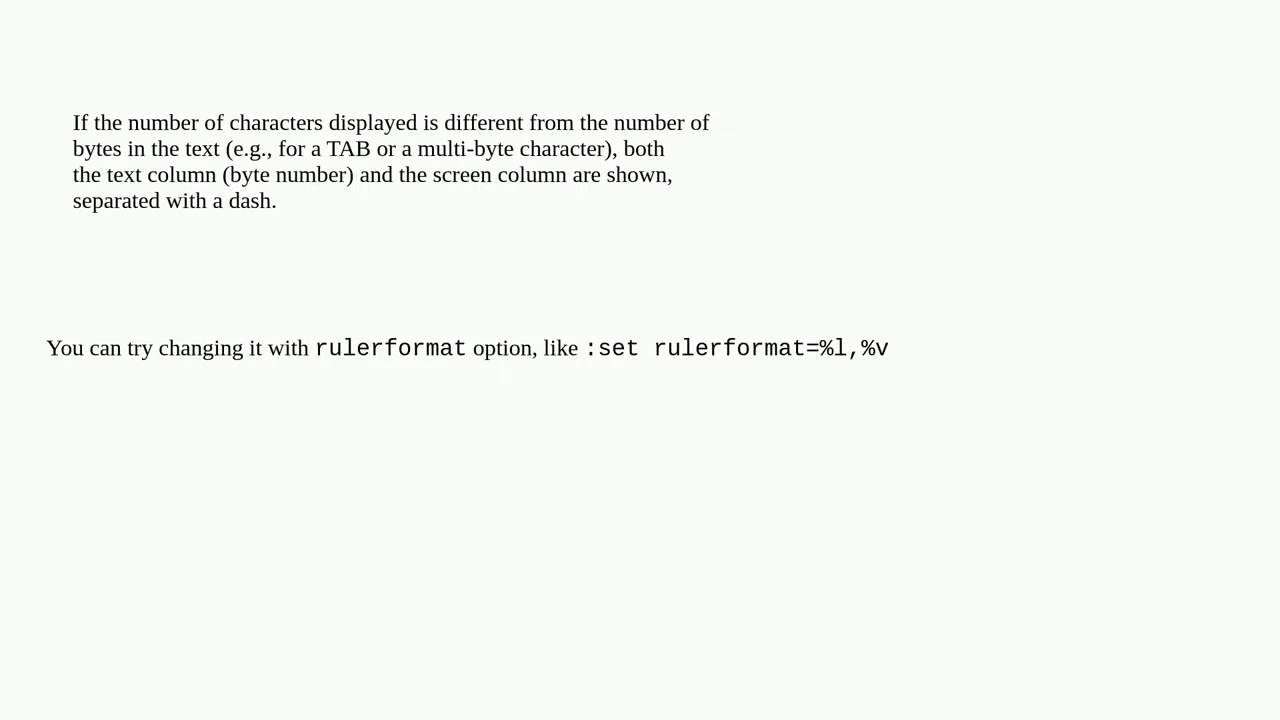 If the number of characters displayed is different from the number of
bytes in the text (e.g., for a TAB or a multi-byte character), both
the text column (byte number) and the screen column are shown,
separated with a dash.
You can try changing it with rulerformat option, like :set rulerformat=%l,%v